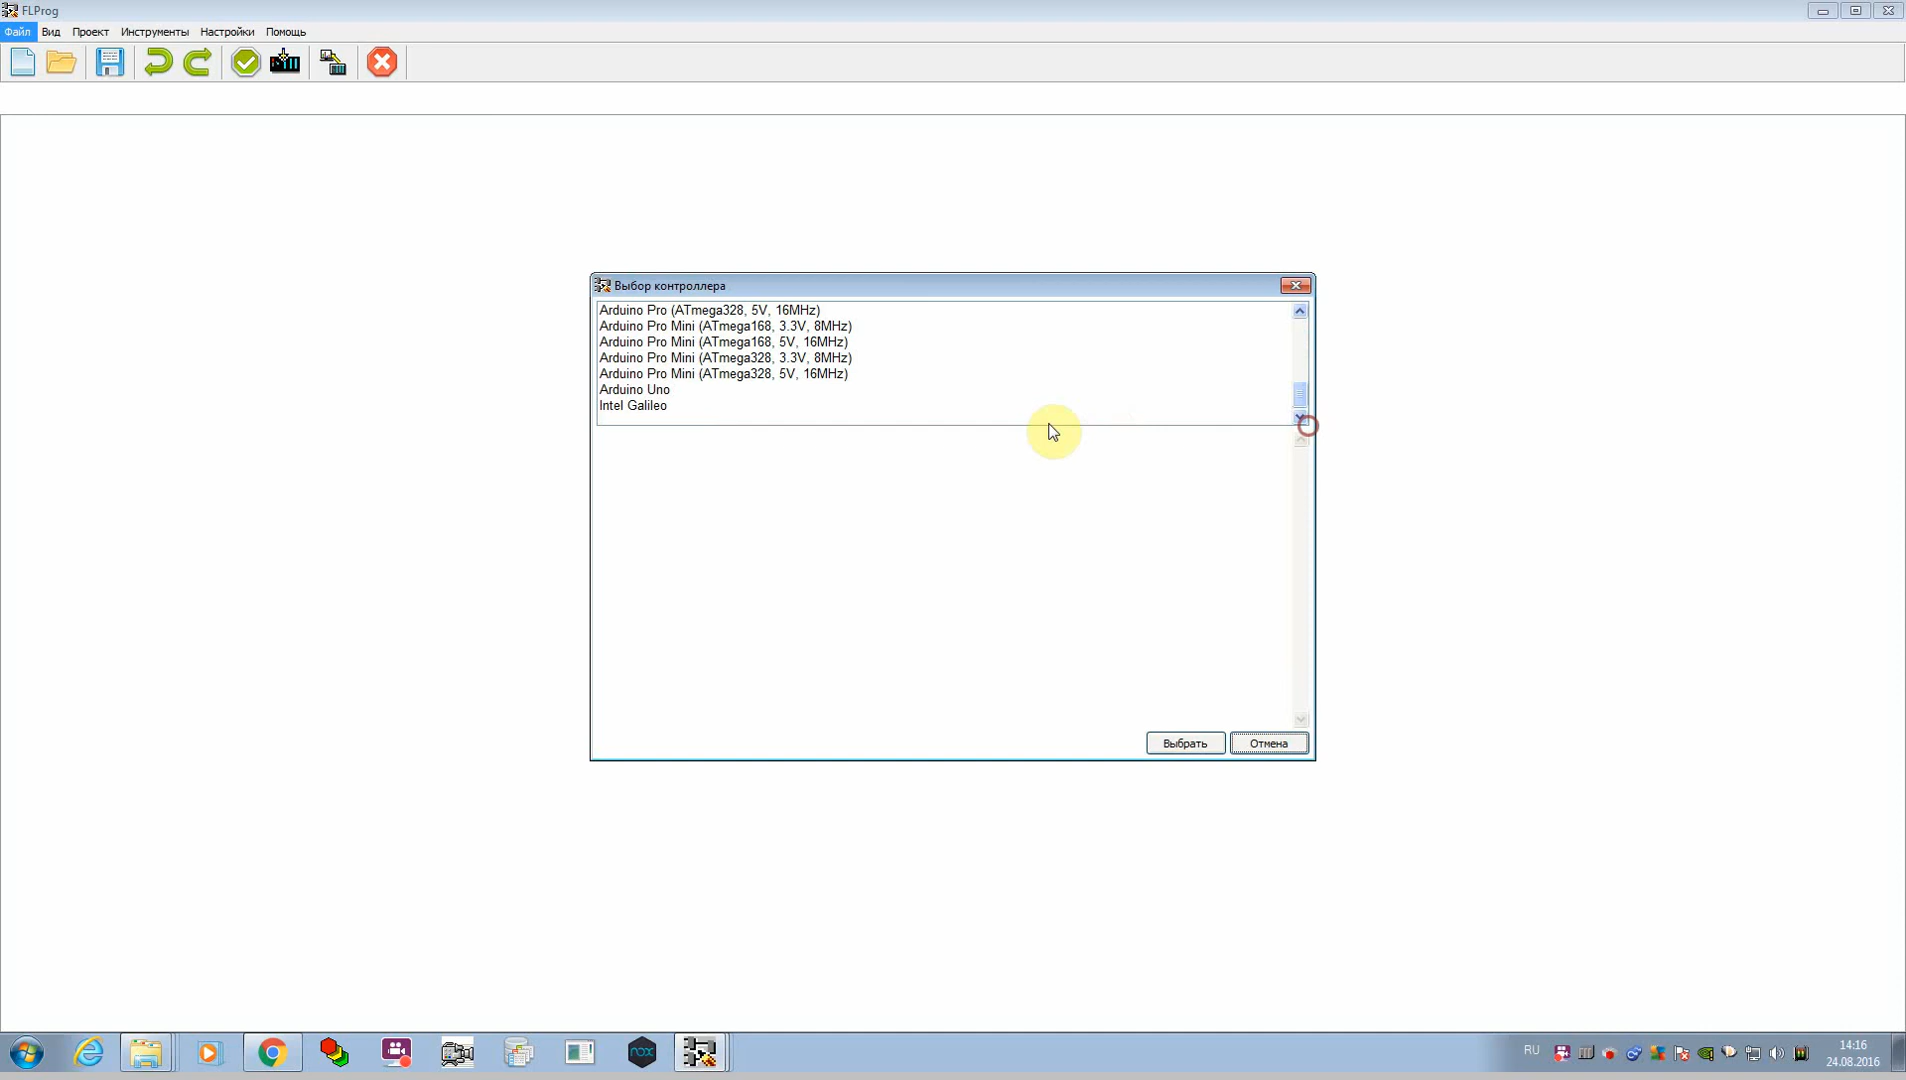 FLProg
Файл Вид Проект Инструменты Настройки Помощь
Выбор контроллера
Arduino Pro (ATmega328, 5V, 16MHz)
Arduino Pro Mini (ATmega168, 3.3V, 8MHz)
Arduino Pro Mini (ATmega168, 5V, 16MHz)
Arduino Pro Mini (ATmega328, 3.3V, 8MHz)
Arduino Pro Mini (ATmega328, 5V, 16MHz)
Arduino Uno
Intel Galileo
Выбрать Отмена
nox
RU
14:16
24.08.2016